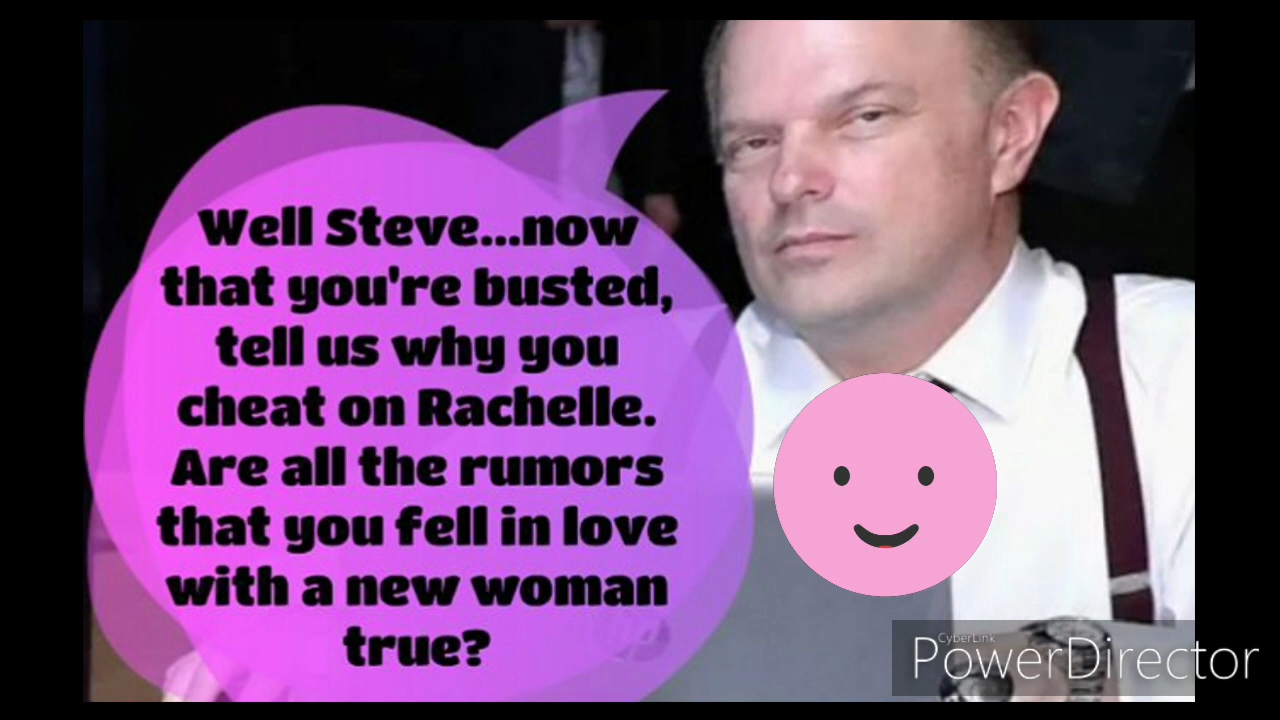 Well Steve...now
that you're busted,
tell us why you
cheat on Rachelle.
Are all the rumors
that you fell in love
with a new woman
true?
CyberLink
PowerDirector